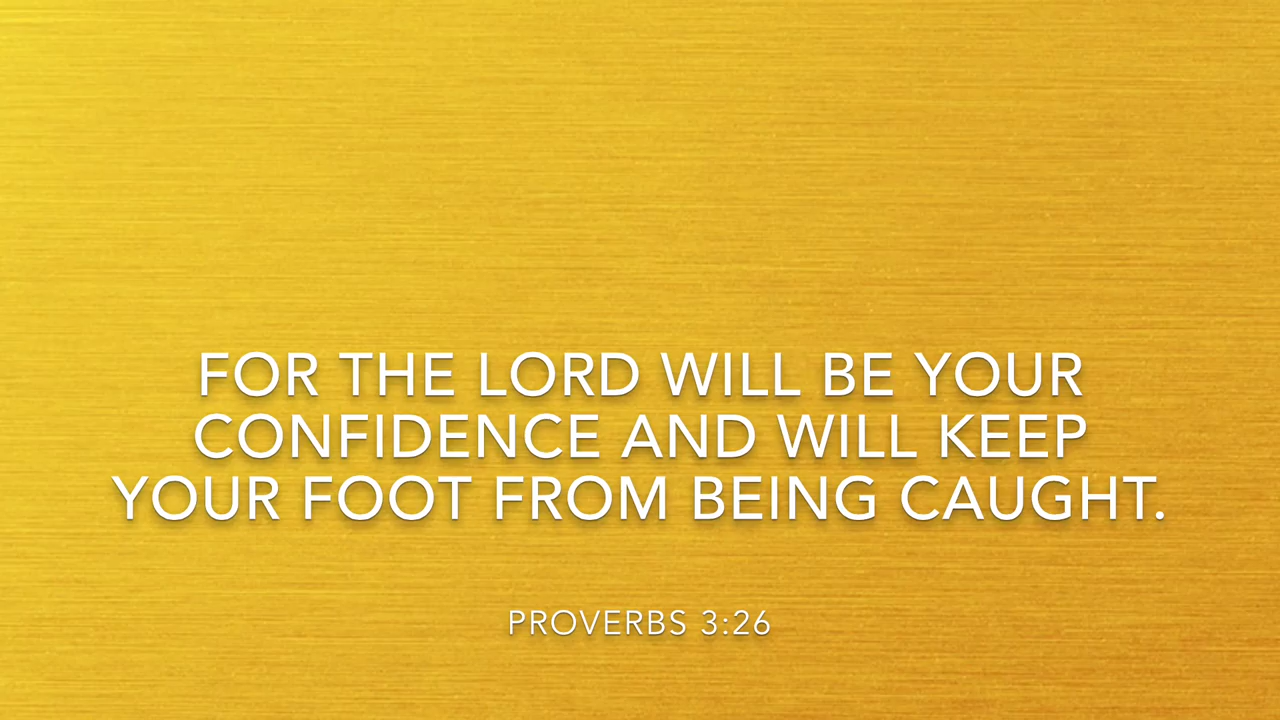 FOR THE LORD WILL BE YOUR
CONFIDENCE AND WILL KEEP
YOUR FOOT FROM BEING CAUGHT.
PROVERBS 3:26